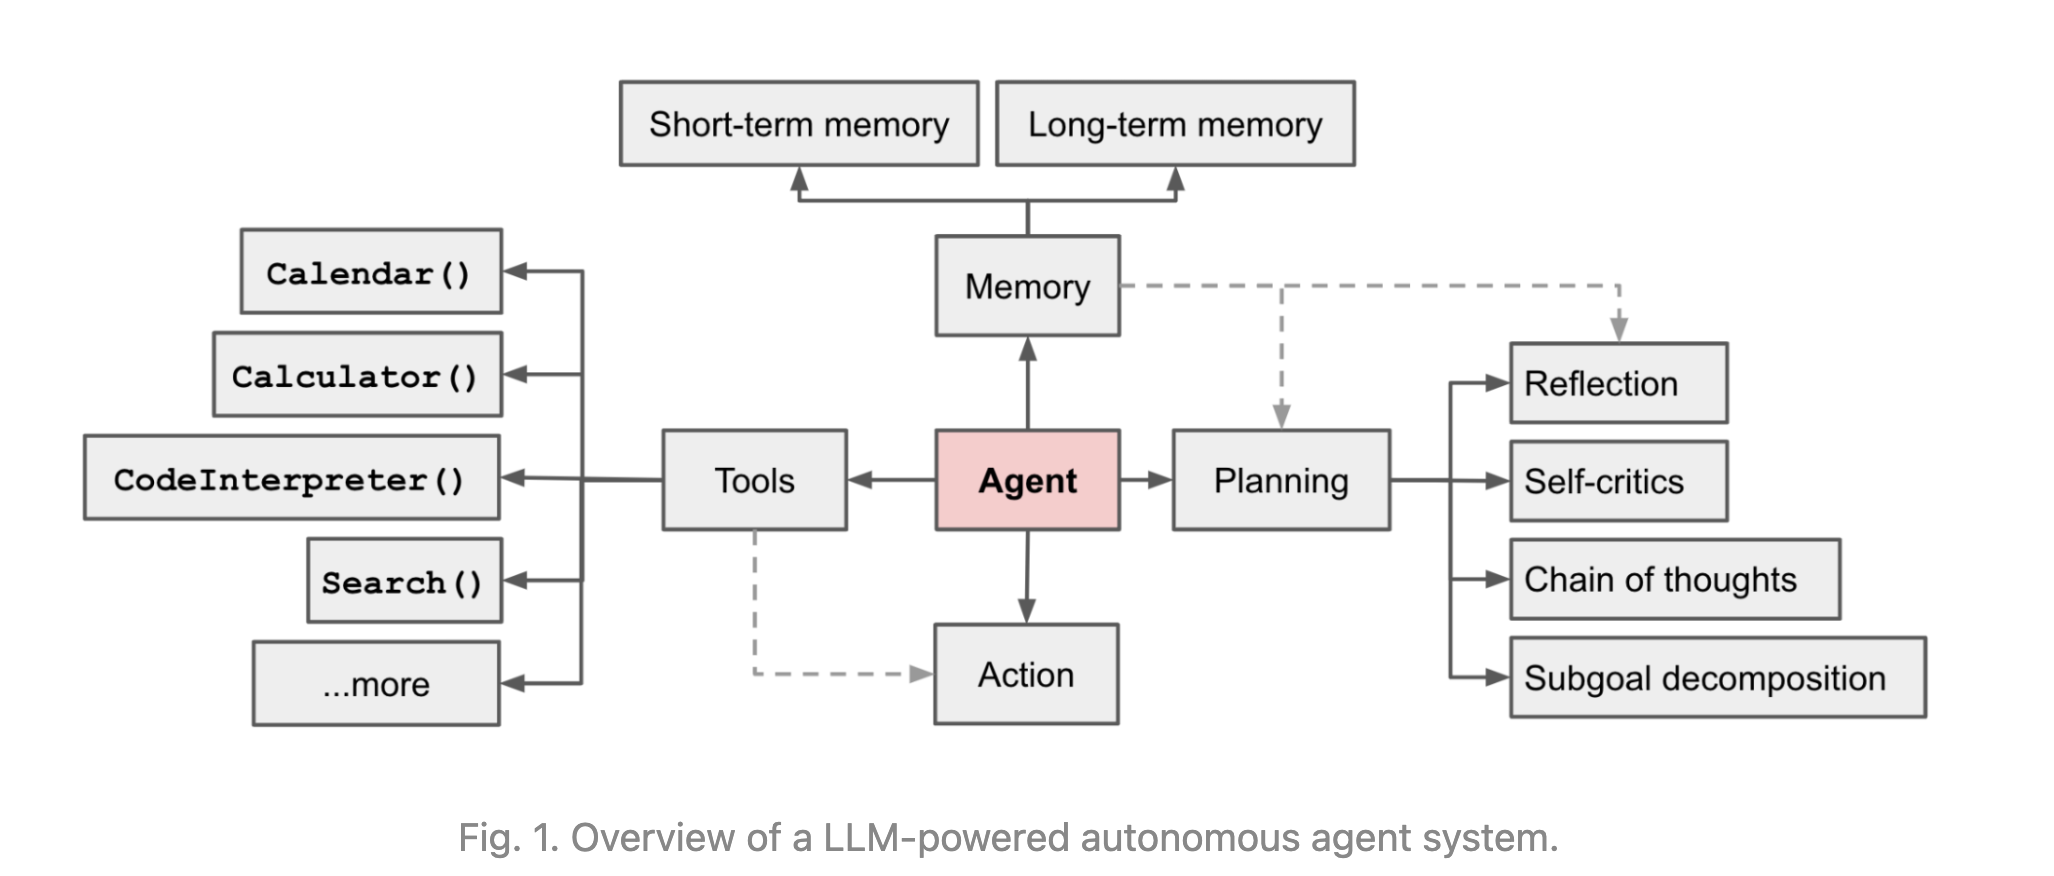 Short-term memory
Long-term memory
Calendar()
Memory
Calculator()
Reflection
CodeInterpreter()
Tools
Agent
Planning
Self-critics
Search()
Chain of thoughts
...more
Action
Subgoal decomposition
Fig. 1. Overview of a LLM-powered autonomous agent system.